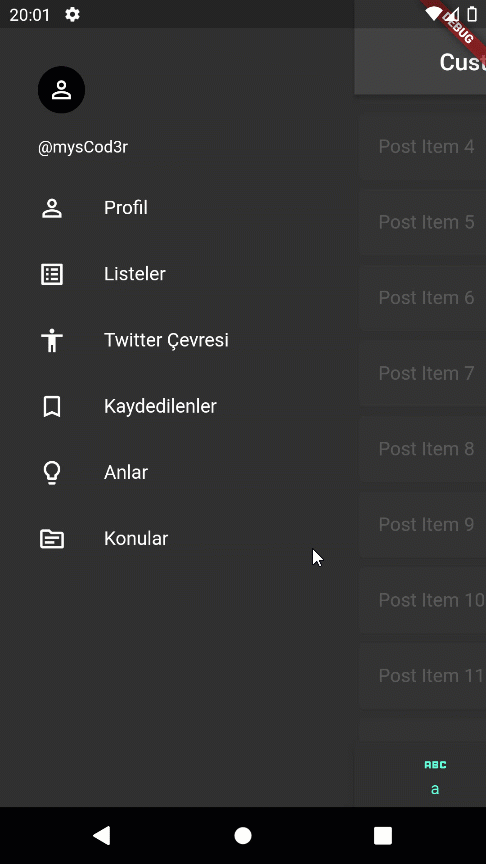 20:01
DEBUG
Cust
@mysCod3r
Profil
Listeler
Twitter Çevresi
Kaydedilenler
Anlar
Konular
Post Item 4
Post Item 5
Post Item 6
Post Item 7
Post Item 8
Post Item 9
Post Item 10
Post Item 11
ABC
a